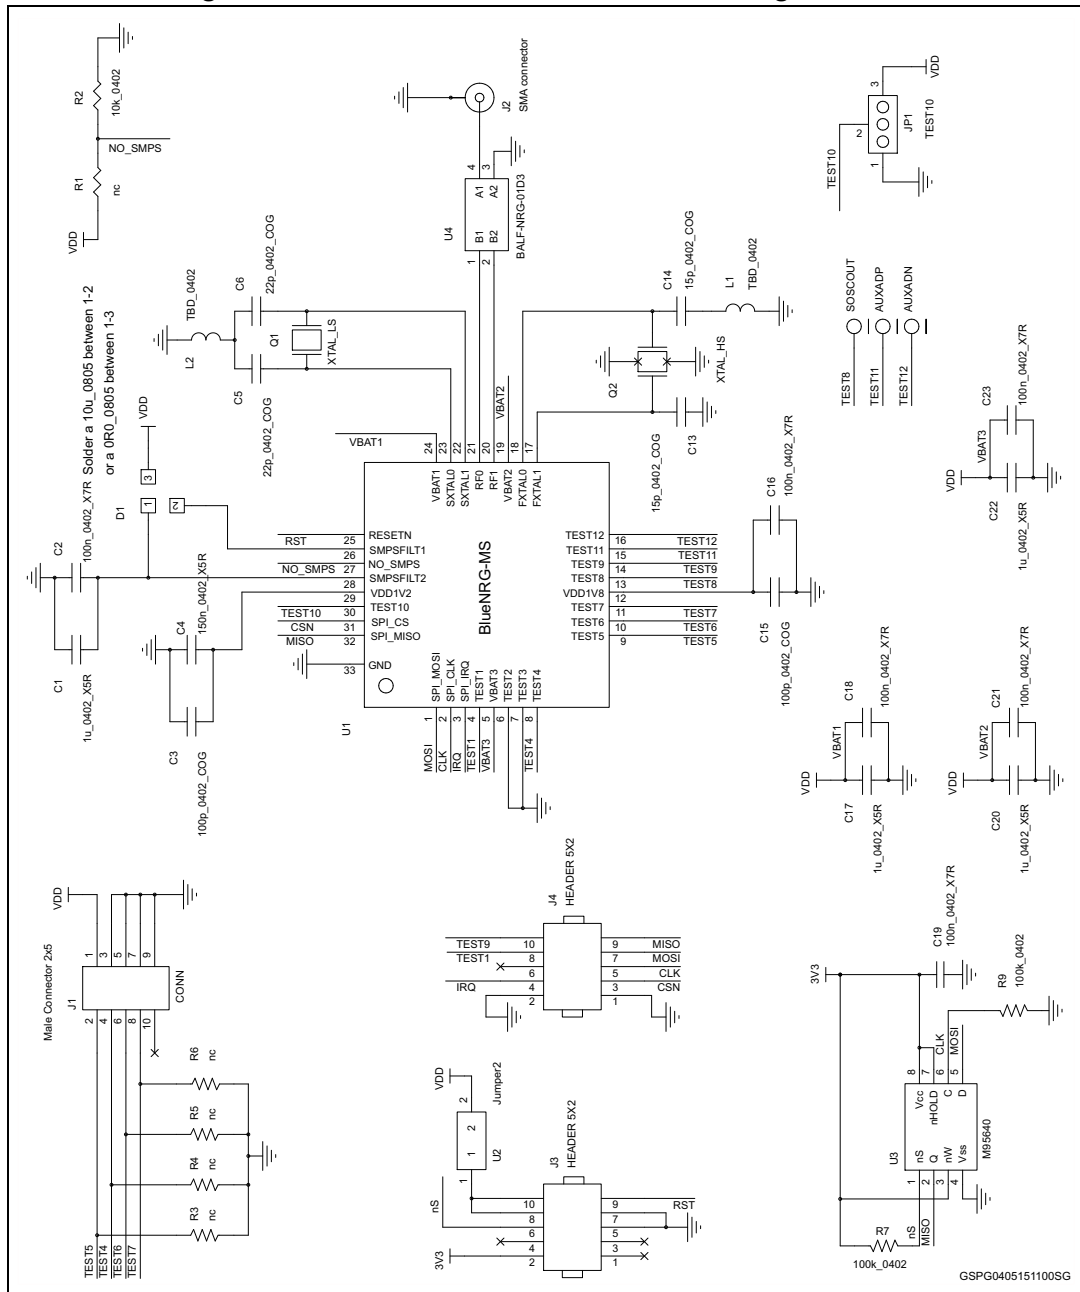 R2
10k_0402
NO_SMPS
R1
nc
VDD
J2
SMA connector
4
3
A1
A2
U4
B1
B2
BALF-NRG-01D3
1
2
3
VDD
JP1
TEST10
2
1
TEST10
Solder a 10u_0805 between 1-2
or a 0R0_0805 between 1-3
L2
TBD_0402
C6
22p_0402_COG
Q1
XTAL_LS
C5
22p_0402_COG
C14
15p_0402_COG
L1
TBD_0402
Q2
XTAL_HS
C13
15p_0402_COG
SOSCOUT
AUXADP
AUXADN
TEST8
TEST11
TEST12
VDD
3
D1
1
2
C2
100n_0402_X7R
C1
1u_0402_X5R
C4
150n_0402_X5R
C3
100p_0402_COG
VBAT1
VBAT2
24
23
22
21
20
19
18
17
VBAT1
SXTAL0
SXTAL1
RF0
RF1
VBAT2
FXTAL0
FXTAL1
RST
25
RESETN
26
SMPSFILT1
NO_SMPS
27
NO_SMPS
28
SMPSFILT2
29
VDD1V2
TEST10
30
TEST10
CSN
31
SPI_CS
MISO
32
SPI_MISO
33
GND
BlueNRG-MS
U1
TEST12
16
TEST12
TEST11
15
TEST11
TEST9
14
TEST9
TEST8
13
TEST8
VDD1V8
12
TEST7
11
TEST7
TEST6
10
TEST6
TEST5
9
TEST5
SPI_MOSI
SPI_CLK
SPI_IRQ
TEST1
VBAT3
TEST2
TEST3
TEST4
1
2
3
4
5
6
7
8
MOSI
CLK
IRQ
TEST1
VBAT3
TEST4
C16
100n_0402_X7R
C15
100p_0402_COG
VDD
VBAT3
C23
100n_0402_X7R
C22
1u_0402_X5R
VDD
VBAT1
C18
100n_0402_X7R
C17
1u_0402_X5R
VDD
VBAT2
C21
100n_0402_X7R
C20
1u_0402_X5R
Male Connector 2x5
J1
CONN
VDD
1
3
5
7
9
2
4
6
8
10
R6
nc
R5
nc
R4
nc
R3
nc
TEST5
TEST4
TEST6
TEST7
J4
HEADER 5X2
TEST9
10
9
MISO
TEST1
8
7
MOSI
6
5
CLK
IRQ
4
3
CSN
2
1
VDD
2
Jumper2
2
1
U2
1
J3
HEADER 5X2
nS
10
9
RST
8
7
6
5
3V3
4
3
2
1
3V3
C19
100n_0402_X7R
R9
100k_0402
CLK
MOSI
8
7
6
5
Vcc
nHOLD
C
D
U3
M95640
nS
Q
nW
Vss
1
2
3
4
nS
MISO
R7
100k_0402
GSPG0405151100SG